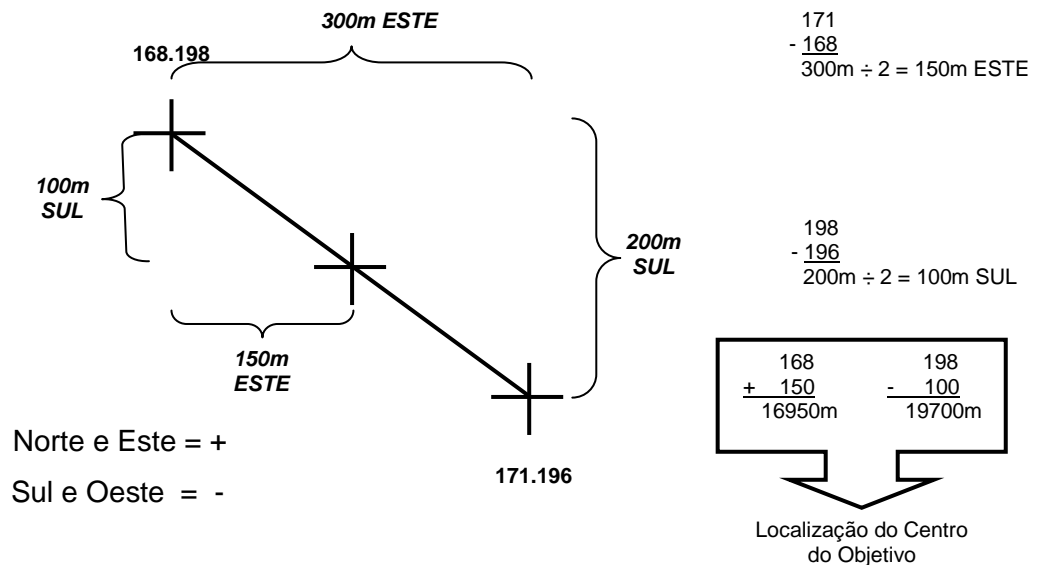 300m ESTE
168.198
100m
SUL
150m
ESTE
200m
SUL
171.196
Norte e Este = +
Sul e Oeste = -
171
- 168
300m ÷ 2 = 150m ESTE
198
- 196
200m ÷ 2 = 100m SUL
168 198
+ 150 - 100
16950m 19700m
Localização do Centro
do Objetivo